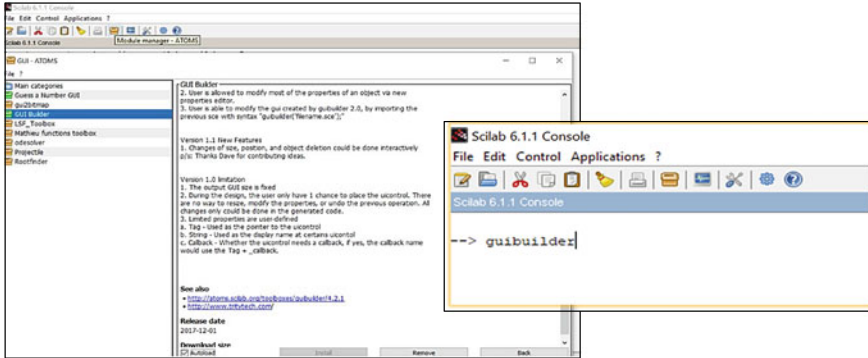 Scilab 6.1.1 Console
File Edit Control Applications ?
Scilab 6.1.1 Console
Module manager - ATOMS
GUI - ATOMS
File ?
Main categories
Guess a Number GUI
gui2bitmap
GUI Builder
LSF_Toolbox
Mathieu functions toolbox
odesolver
Projectile
Rootfinder
GUI Builder
2. User is allowed to modify most of the properties of an object via new
properties editor.
3. User is able to modify the gui created by guibuilder 2.0, by importing the
previous sce with syntax "guibuilder('filename.sce');"
Version 1.1 New Features
1. Changes of size, position, and object deletion could be done interactively
p/s: Thanks Dave for contributing ideas.
Version 1.0 limitation
1. The output GUI size is fixed
2. During the design, the user only have 1 chance to place the uicontrol. There
are no way to resize, modify the properties, or undo the previous operation. All
changes only could be done in the generated code.
3. Limited properties are user-defined
a. Tag - Used as the pointer to the uicontrol
b. String - Used as the display name at certains uicontol
c. Callback - Whether the uicontrol needs a callback, if yes, the callback name
would use the Tag + _callback.
See also
• http://atoms.scilab.org/toolboxes/guibuilder/4.2.1
• http://www.tritytech.com/
Release date
2017-12-01
Download size
Autoload
Install
Remove
Back
Scilab 6.1.1 Console
File Edit Control Applications ?
Scilab 6.1.1 Console
--> guibuilder